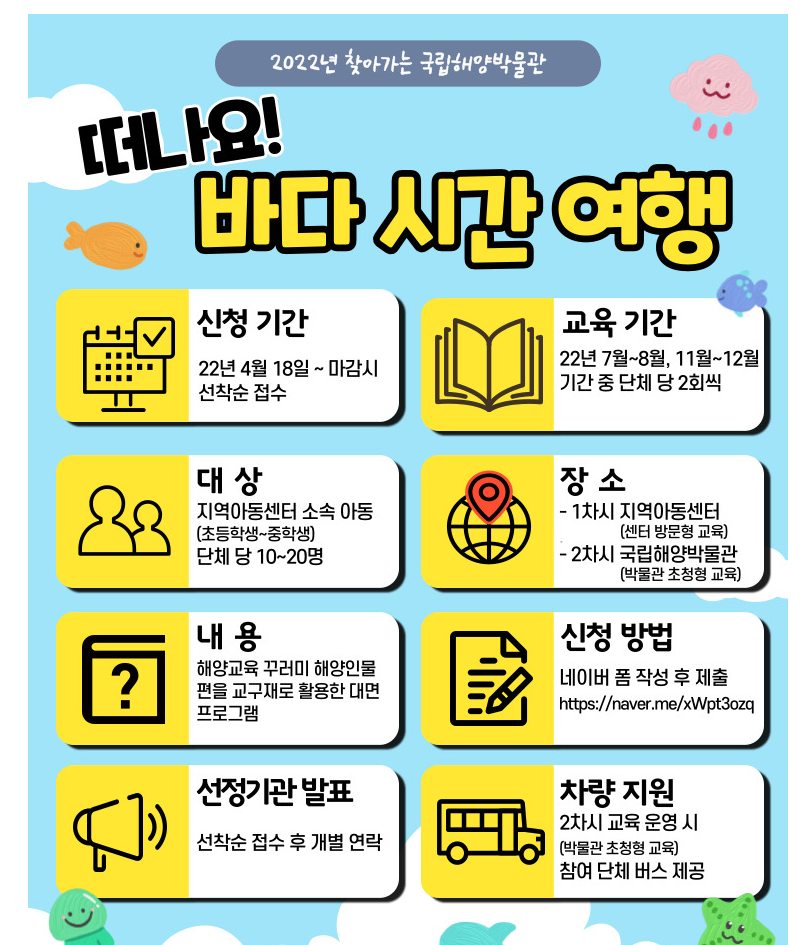 2022년 찾아가는 국립해양박물관
떠나요!
바다 시간 여행
신청 기간
22년 4월 18일 ~ 마감시
선착순 접수
교육 기간
22년 7월~8월, 11월~12월
기간 중 단체 당 2회씩
대 상
지역아동센터 소속 아동
(초등학생~중학생)
단체 당 10~20명
장 소
- 1차시 지역아동센터
(센터 방문형 교육)
- 2차시 국립해양박물관
(박물관 초청형 교육)
내 용
해양교육 꾸러미 해양인물
편을 교구재로 활용한 대면
프로그램
?
신청 방법
네이버 폼 작성 후 제출
https://naver.me/xWpt3ozq
선정기관 발표
선착순 접수 후 개별 연락
차량 지원
2차시 교육 운영 시
(박물관 초청형 교육)
참여 단체 버스 제공